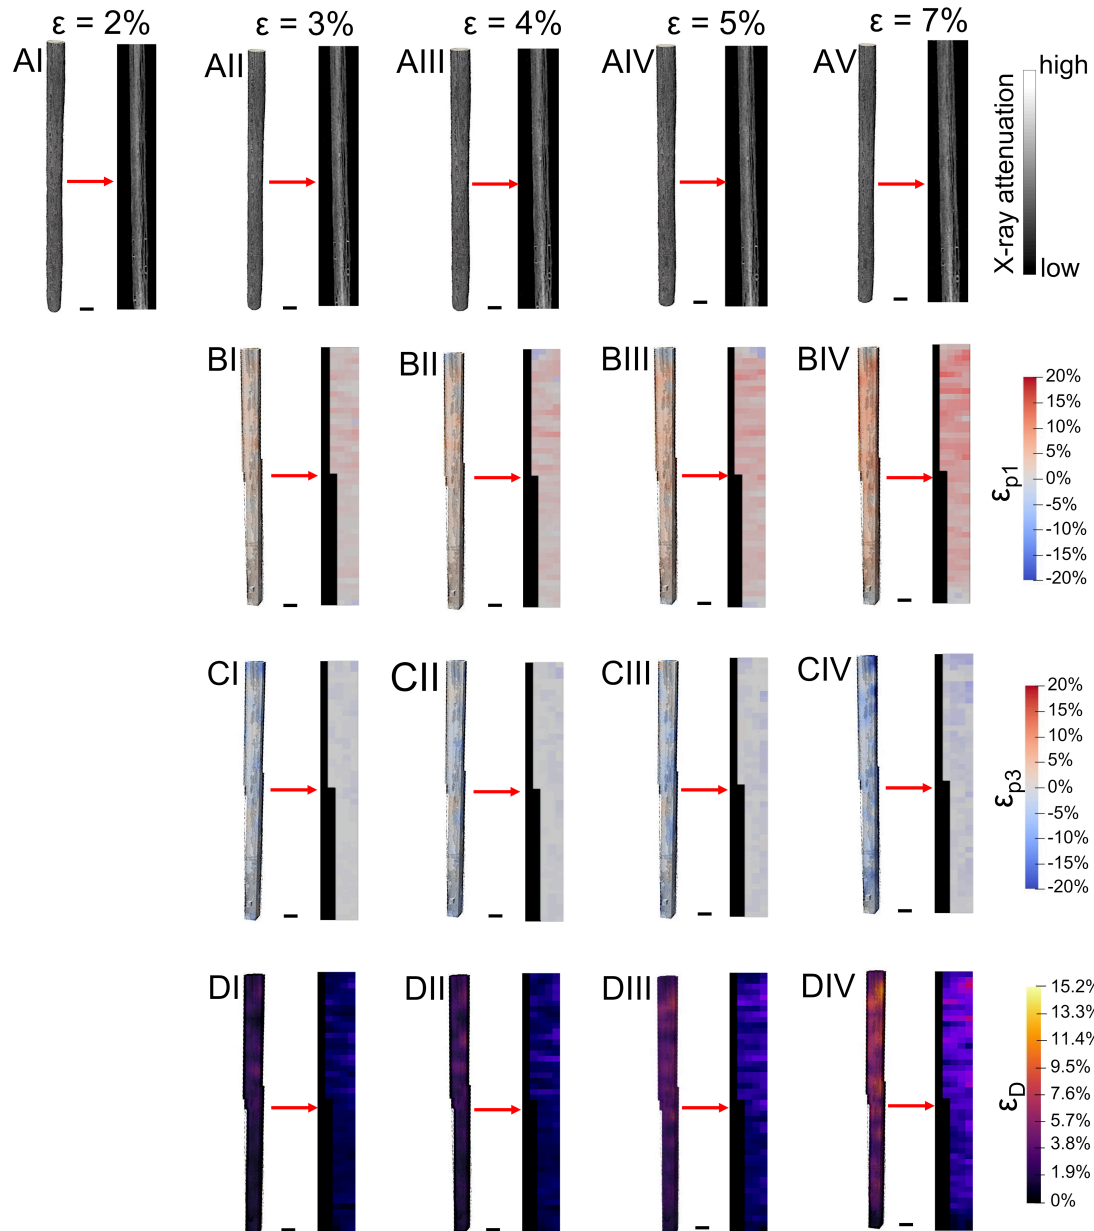 ε = 2%
ε = 3%
ε = 4%
ε = 5%
ε = 7%
AI
AII
AIII
AIV
AV
high
X-ray attenuation
low
BI
BII
BIII
BIV
20%
15%
10%
5%
0%
-5%
-10%
-15%
-20%
εp1
CI
CII
CIII
CIV
20%
15%
10%
5%
0%
-5%
-10%
-15%
-20%
εp3
DI
DII
DIII
DIV
15.2%
13.3%
11.4%
9.5%
7.6%
5.7%
3.8%
1.9%
0%
εD